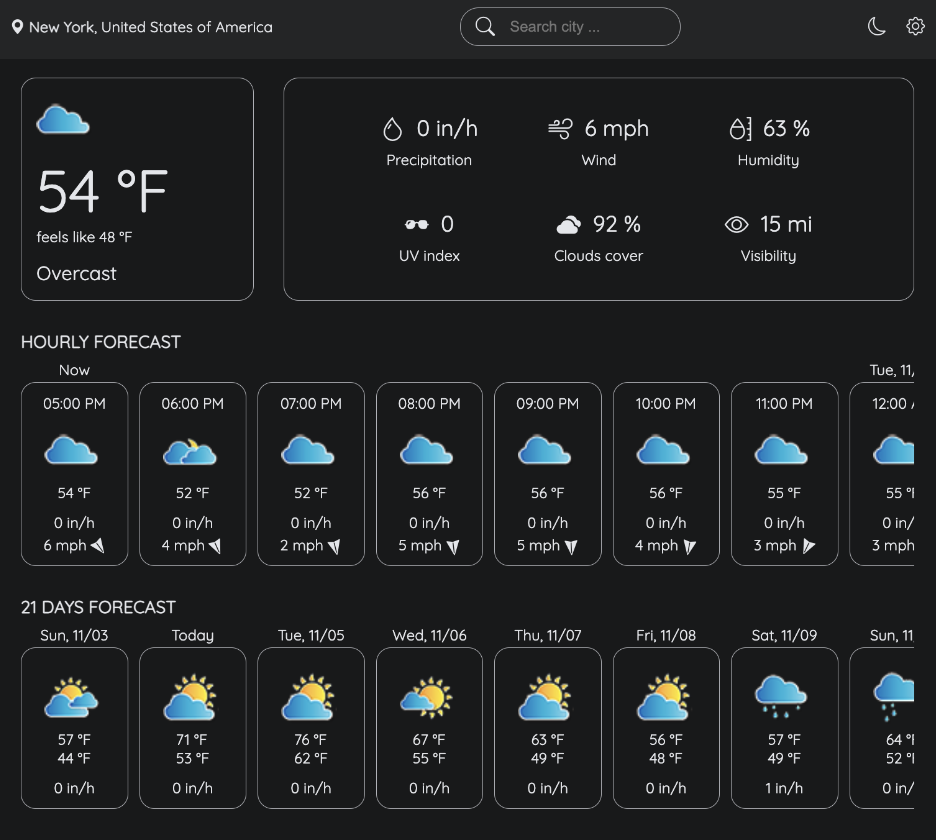 New York, United States of America
Search city ...
54 °F
feels like 48 °F
Overcast
0 in/h
Precipitation
6 mph
Wind
63 %
Humidity
0
UV index
92 %
Clouds cover
15 mi
Visibility
HOURLY FORECAST
Now
Tue, 11/
05:00 PM
06:00 PM
07:00 PM
08:00 PM
09:00 PM
10:00 PM
11:00 PM
12:00
54 °F
52 °F
52 °F
56 °F
56 °F
56 °F
55 °F
55 °
0 in/h
0 in/h
0 in/h
0 in/h
0 in/h
0 in/h
0 in/h
0 in/
6 mph
4 mph
2 mph
5 mph
5 mph
4 mph
3 mph
3 mph
21 DAYS FORECAST
Sun, 11/03
Today
Tue, 11/05
Wed, 11/06
Thu, 11/07
Fri, 11/08
Sat, 11/09
Sun, 11
57 °F
44 °F
0 in/h
71 °F
53 °F
0 in/h
76 °F
62 °F
0 in/h
67 °F
55 °F
0 in/h
63 °F
49 °F
0 in/h
56 °F
48 °F
0 in/h
57 °F
49 °F
1 in/h
64 °
52 °
0 in/